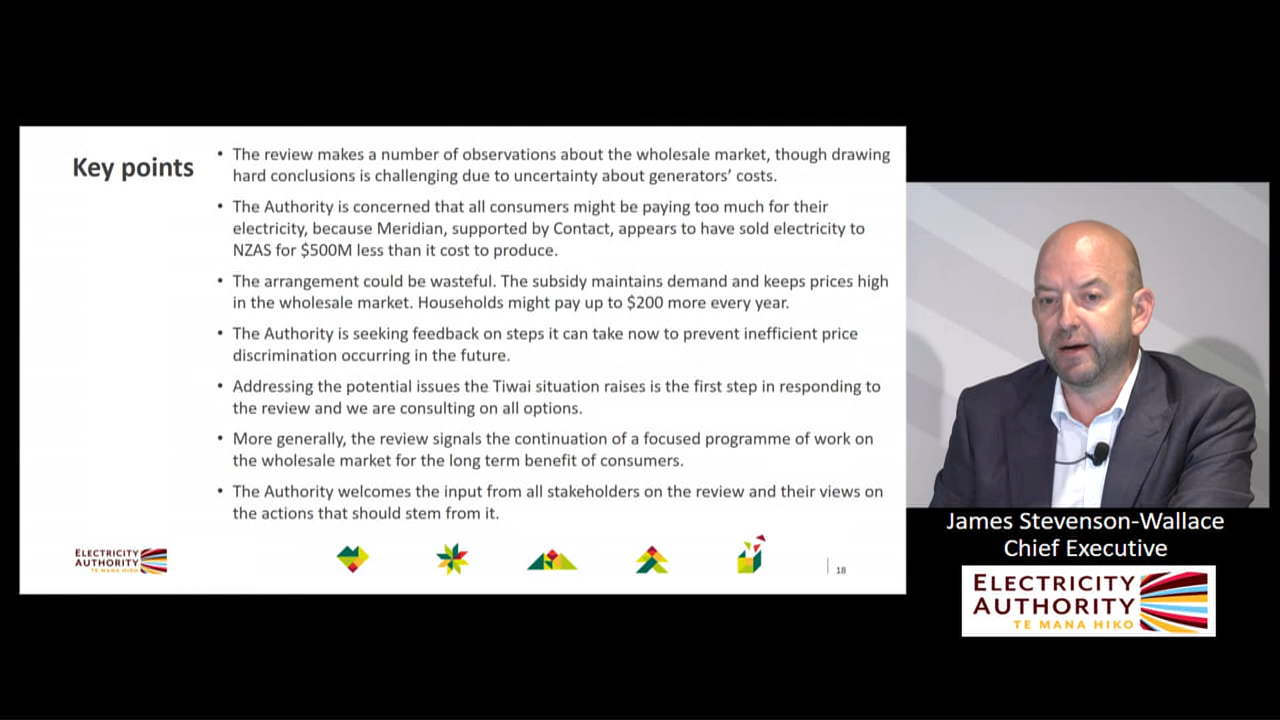 Key points
• The review makes a number of observations about the wholesale market, though drawing
hard conclusions is challenging due to uncertainty about generators’ costs.
• The Authority is concerned that all consumers might be paying too much for their
electricity, because Meridian, supported by Contact, appears to have sold electricity to
NZAS for $500M less than it cost to produce.
• The arrangement could be wasteful. The subsidy maintains demand and keeps prices high
in the wholesale market. Households might pay up to $200 more every year.
• The Authority is seeking feedback on steps it can take now to prevent inefficient price
discrimination occurring in the future.
• Addressing the potential issues the Tiwai situation raises is the first step in responding to
the review and we are consulting on all options.
• More generally, the review signals the continuation of a focused programme of work on
the wholesale market for the long term benefit of consumers.
• The Authority welcomes the input from all stakeholders on the review and their views on
the actions that should stem from it.
ELECTRICITY
AUTHORITY
TE MANA HIKO
18
James Stevenson-Wallace
Chief Executive
ELECTRICITY
AUTHORITY
TE MANA HIKO